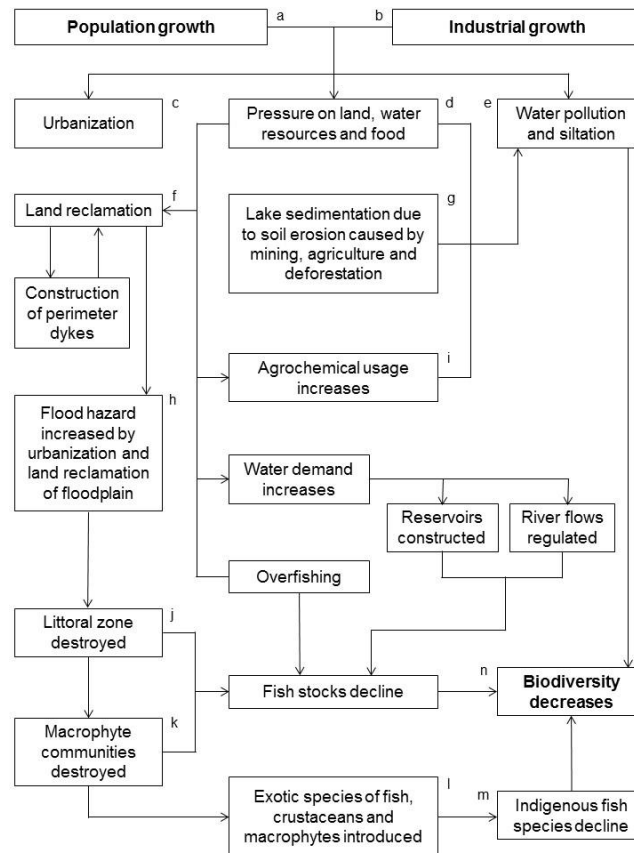 Population growth
a
b
Industrial growth
c
Urbanization
Pressure on land, water
resources and food
d
e
Water pollution
and siltation
f
Land reclamation
Lake sedimentation due
to soil erosion caused by
mining, agriculture and
deforestation
g
Construction
of perimeter
dykes
Agrochemical usage
increases
i
h
Flood hazard
increased by
urbanization and
land reclamation
of floodplain
Water demand
increases
Reservoirs
constructed
River flows
regulated
Overfishing
Littoral zone
destroyed
j
Fish stocks decline
n
Biodiversity
decreases
Macrophyte
communities
destroyed
k
Exotic species of fish,
crustaceans and
macrophytes introduced
l
m
Indigenous fish
species decline